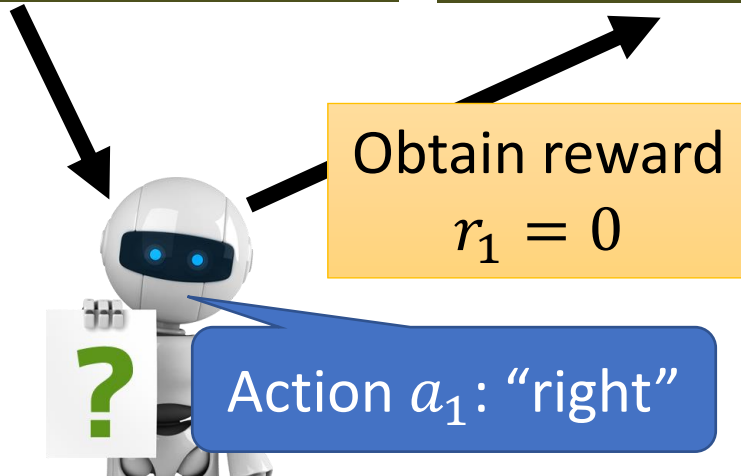 Obtain reward
r₁ = 0
?
Action a₁: “right”